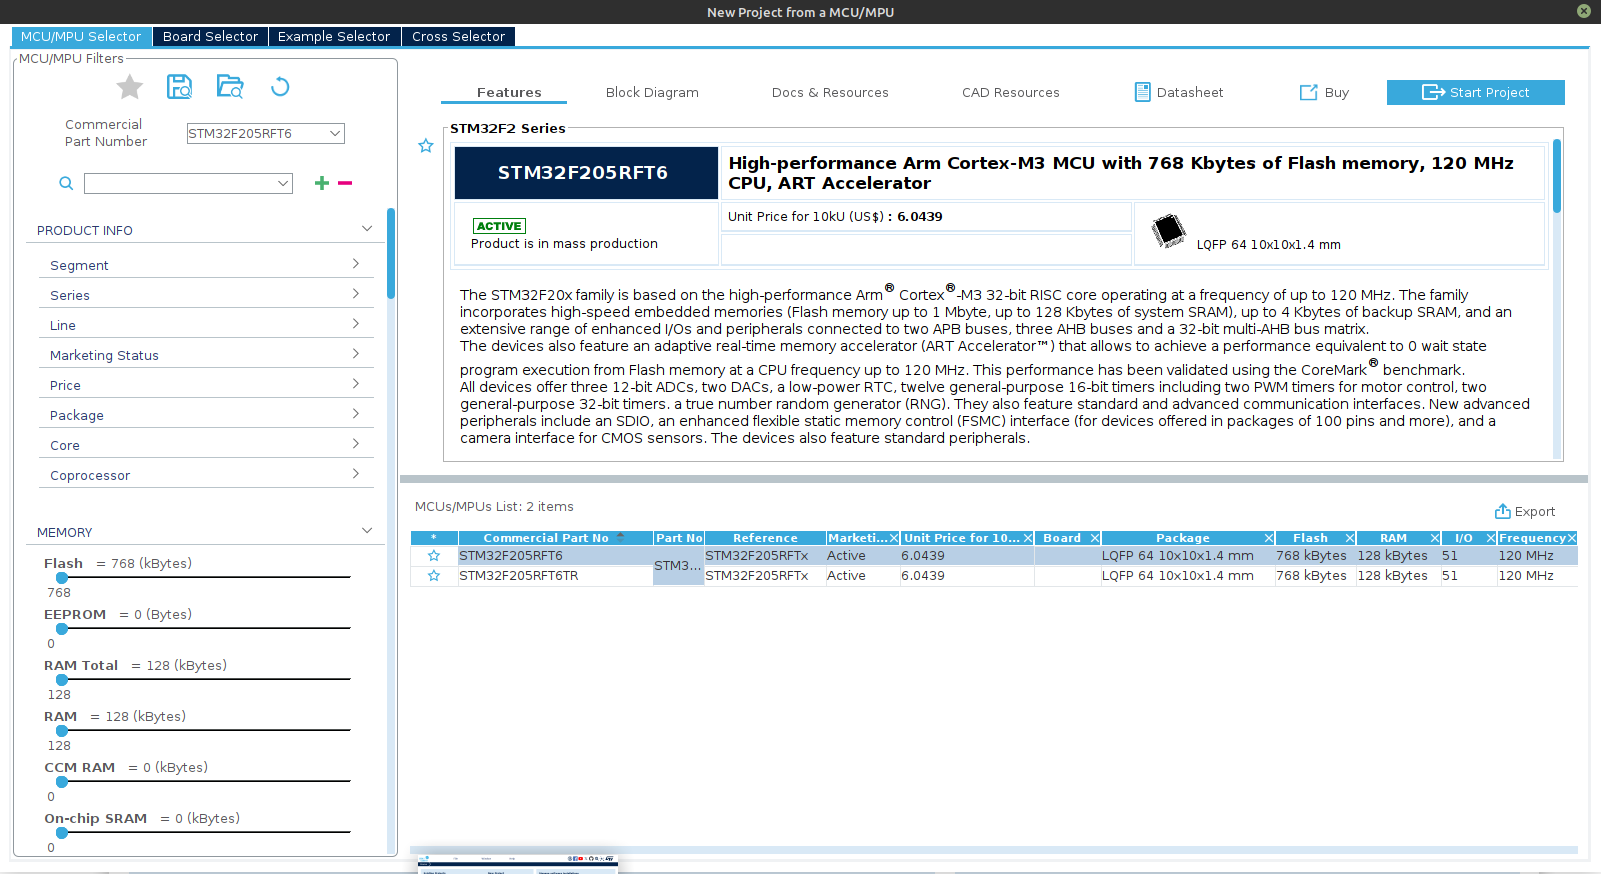 New Project from a MCU/MPU
MCU/MPU Selector
Board Selector
Example Selector
Cross Selector
MCU/MPU Filters
Commercial
Part Number
STM32F205RFT6
PRODUCT INFO
Segment
Series
Line
Marketing Status
Price
Package
Core
Coprocessor
MEMORY
Flash = 768 (kBytes)
768
EEPROM = 0 (Bytes)
0
RAM Total = 128 (kBytes)
128
RAM = 128 (kBytes)
128
CCM RAM = 0 (kBytes)
0
On-chip SRAM = 0 (kBytes)
0
Features
Block Diagram
Docs & Resources
CAD Resources
Datasheet
Buy
Start Project
STM32F2 Series
STM32F205RFT6
High-performance Arm Cortex-M3 MCU with 768 Kbytes of Flash memory, 120 MHz
CPU, ART Accelerator
ACTIVE
Product is in mass production
Unit Price for 10kU (US$) : 6.0439
LQFP 64 10x10x1.4 mm
The STM32F20x family is based on the high-performance Arm® Cortex®-M3 32-bit RISC core operating at a frequency of up to 120 MHz. The family
incorporates high-speed embedded memories (Flash memory up to 1 Mbyte, up to 128 Kbytes of system SRAM), up to 4 Kbytes of backup SRAM, and an
extensive range of enhanced I/Os and peripherals connected to two APB buses, three AHB buses and a 32-bit multi-AHB bus matrix.
The devices also feature an adaptive real-time memory accelerator (ART Accelerator™) that allows to achieve a performance equivalent to 0 wait state
program execution from Flash memory at a CPU frequency up to 120 MHz. This performance has been validated using the CoreMark® benchmark.
All devices offer three 12-bit ADCs, two DACs, a low-power RTC, twelve general-purpose 16-bit timers including two PWM timers for motor control, two
general-purpose 32-bit timers. a true number random generator (RNG). They also feature standard and advanced communication interfaces. New advanced
peripherals include an SDIO, an enhanced flexible static memory control (FSMC) interface (for devices offered in packages of 100 pins and more), and a
camera interface for CMOS sensors. The devices also feature standard peripherals.
MCUs/MPUs List: 2 items
Export
* Commercial Part No Part No Reference Marketi... Unit Price for 10... Board Package Flash RAM I/O Frequency
STM32F205RFT6 STM3... STM32F205RFTx Active 6.0439 LQFP 64 10x10x1.4 mm 768 kBytes 128 kBytes 51 120 MHz
STM32F205RFT6TR STM32F205RFTx Active 6.0439 LQFP 64 10x10x1.4 mm 768 kBytes 128 kBytes 51 120 MHz